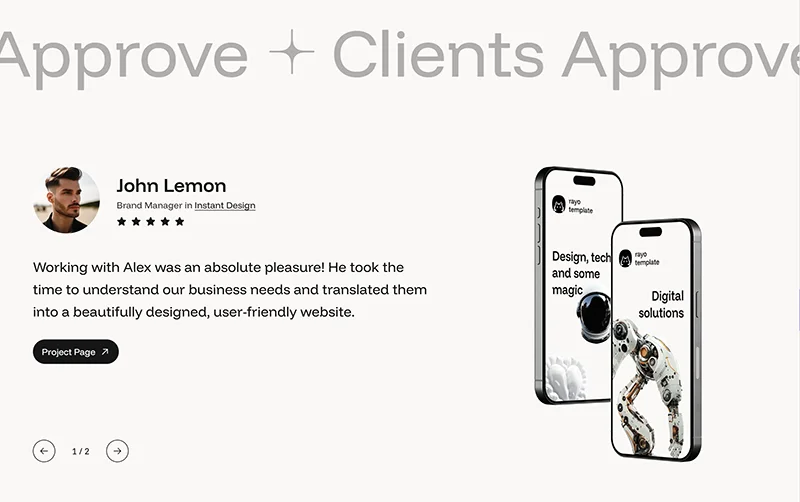 Approve Clients Approve
John Lemon
Brand Manager in Instant Design
Working with Alex was an absolute pleasure! He took the
time to understand our business needs and translated them
into a beautifully designed, user-friendly website.
Project Page
1 / 2
rayo
template
Design, tech
and some
magic
rayo
template
Digital
solutions